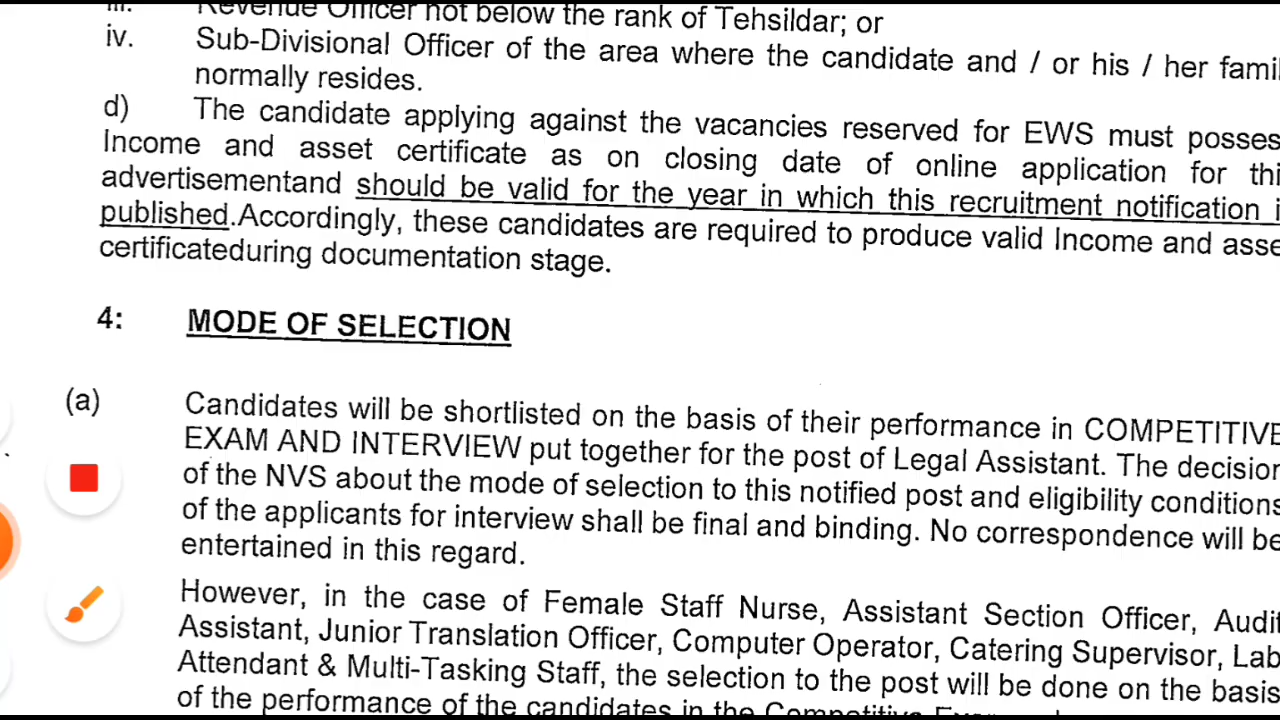 iii. Revenue Officer not below the rank of Tehsildar; or
iv. Sub-Divisional Officer of the area where the candidate and / or his / her famil
normally resides.
d) The candidate applying against the vacancies reserved for EWS must posses
Income and asset certificate as on closing date of online application for thi
advertisementand should be valid for the year in which this recruitment notification i
published.Accordingly, these candidates are required to produce valid Income and asse
certificateduring documentation stage.
4: MODE OF SELECTION
(a) Candidates will be shortlisted on the basis of their performance in COMPETITIVE
EXAM AND INTERVIEW put together for the post of Legal Assistant. The decision
of the NVS about the mode of selection to this notified post and eligibility conditions
of the applicants for interview shall be final and binding. No correspondence will be
entertained in this regard.
However, in the case of Female Staff Nurse, Assistant Section Officer, Audit
Assistant, Junior Translation Officer, Computer Operator, Catering Supervisor, Lab
Attendant & Multi-Tasking Staff, the selection to the post will be done on the basis
of the performance of the candidates in the Competitive